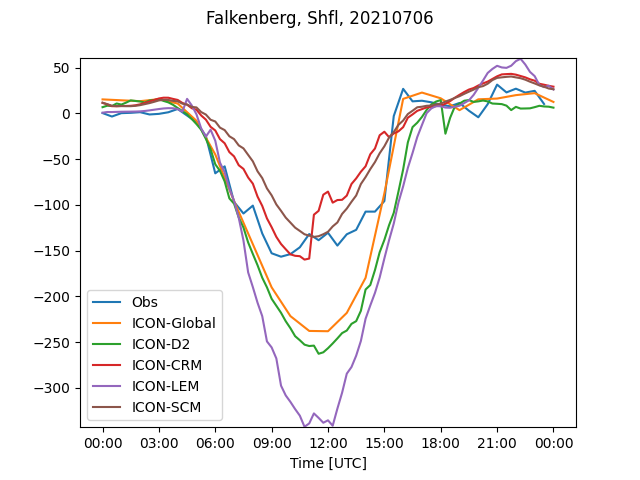 Falkenberg, Shfl, 20210706
50
0
−50
−100
−150
−200
−250
−300
Obs
ICON-Global
ICON-D2
ICON-CRM
ICON-LEM
ICON-SCM
00:00 03:00 06:00 09:00 12:00 15:00 18:00 21:00 00:00
Time [UTC]